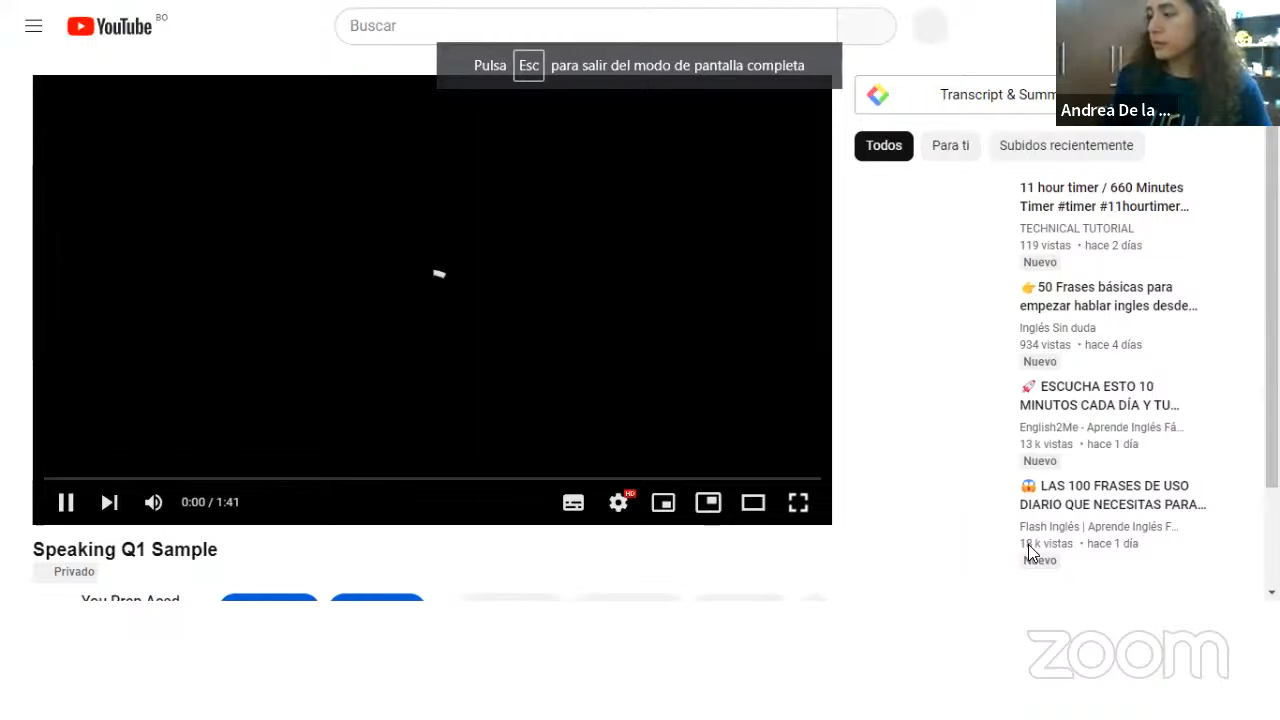 YouTube BO
Buscar
Pulsa Esc para salir del modo de pantalla completa
Andrea De la ...
Transcript & Summ
Todos
Para ti
Subidos recientemente
11 hour timer / 660 Minutes
Timer #timer #11hourtimer...
TECHNICAL TUTORIAL
119 vistas • hace 2 días
Nuevo
👉50 Frases básicas para
empezar hablar ingles desde...
Inglés Sin duda
934 vistas • hace 4 días
Nuevo
🚀 ESCUCHA ESTO 10
MINUTOS CADA DÍA Y TU...
English2Me - Aprende Inglés Fá...
13 k vistas • hace 1 día
Nuevo
😱 LAS 100 FRASES DE USO
DIARIO QUE NECESITAS PARA...
Flash Inglés | Aprende Inglés F...
k vistas • hace 1 día
Nuevo
0:00 / 1:41
HD
Speaking Q1 Sample
Privado
You Prep Aced
zoom